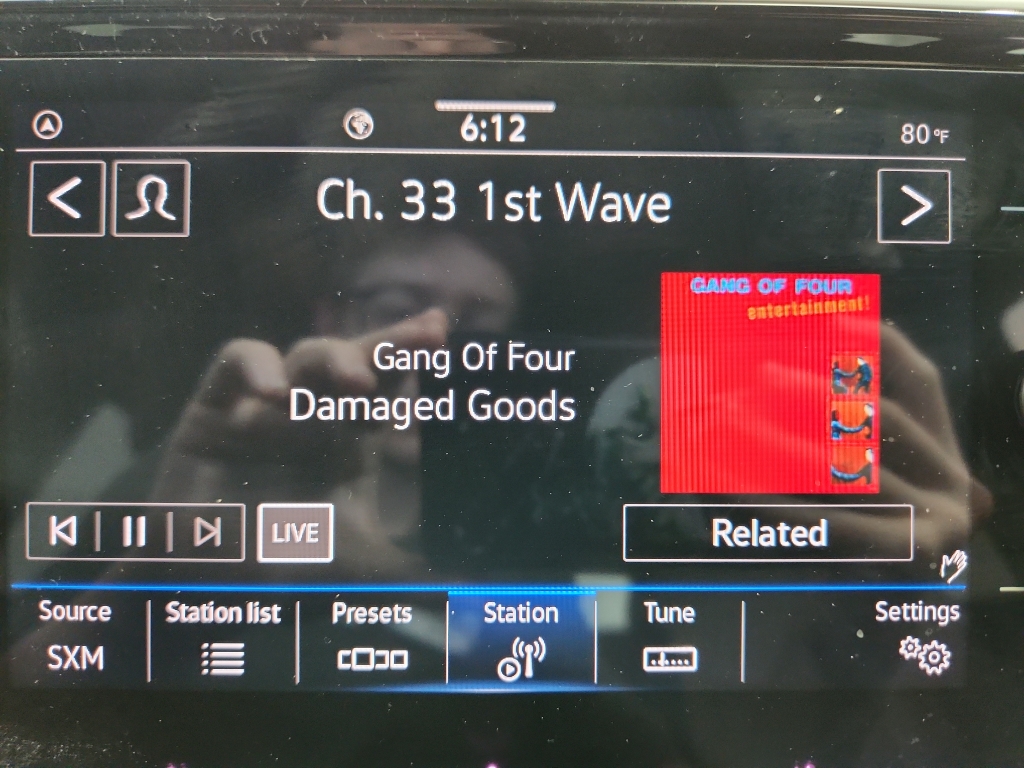 6:12
80°F
Ch. 33 1st Wave
GANG OF FOUR
entertainment!
Gang Of Four
Damaged Goods
LIVE
Related
Source
Station list
Presets
Station
Tune
Settings
SXM